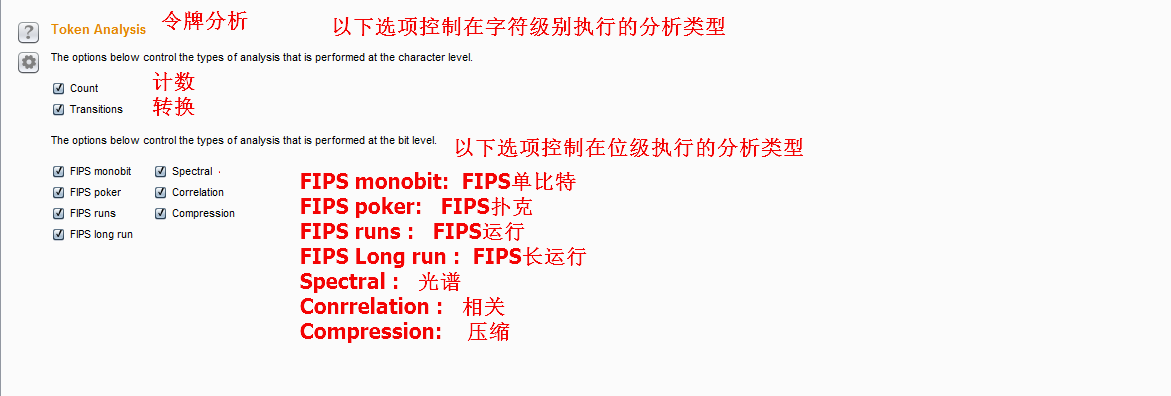 Token Analysis 令牌分析 以下选项控制在字符级别执行的分析类型
The options below control the types of analysis that is performed at the character level.
Count 计数
Transitions 转换
The options below control the types of analysis that is performed at the bit level. 以下选项控制在位级执行的分析类型
FIPS monobit Spectral
FIPS poker Correlation
FIPS runs Compression
FIPS long run
FIPS monobit: FIPS单比特
FIPS poker: FIPS扑克
FIPS runs : FIPS运行
FIPS Long run : FIPS长运行
Spectral : 光谱
Conrrelation : 相关
Compression: 压缩